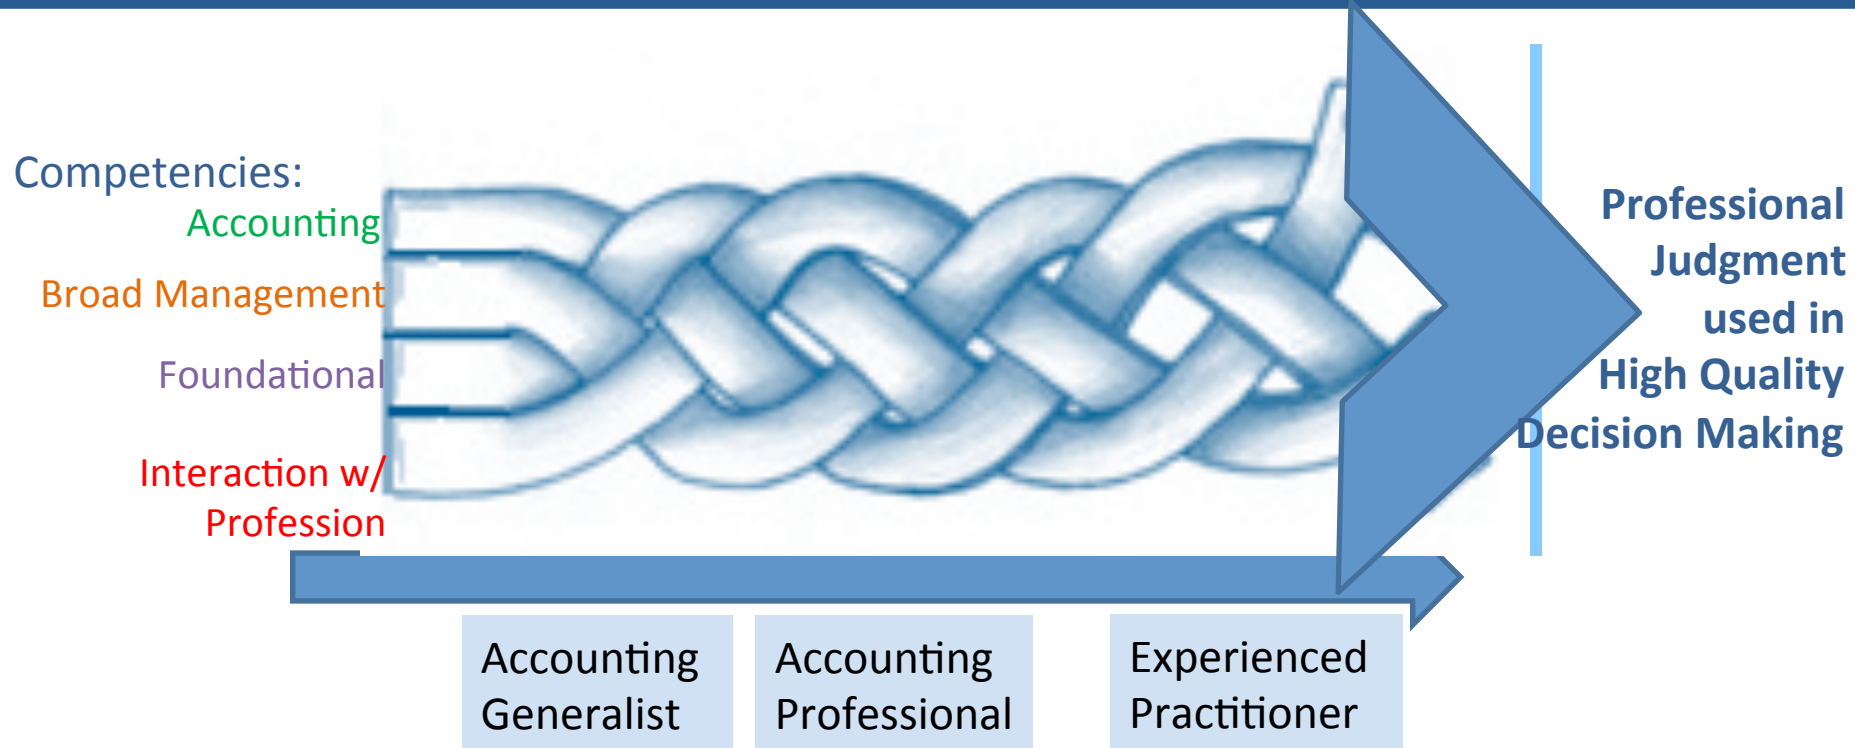 Competencies:
Accounting
Broad Management
Foundational
Interaction w/
Profession
Professional
Judgment
used in
High Quality
Decision Making
Accounting
Generalist
Accounting
Professional
Experienced
Practitioner